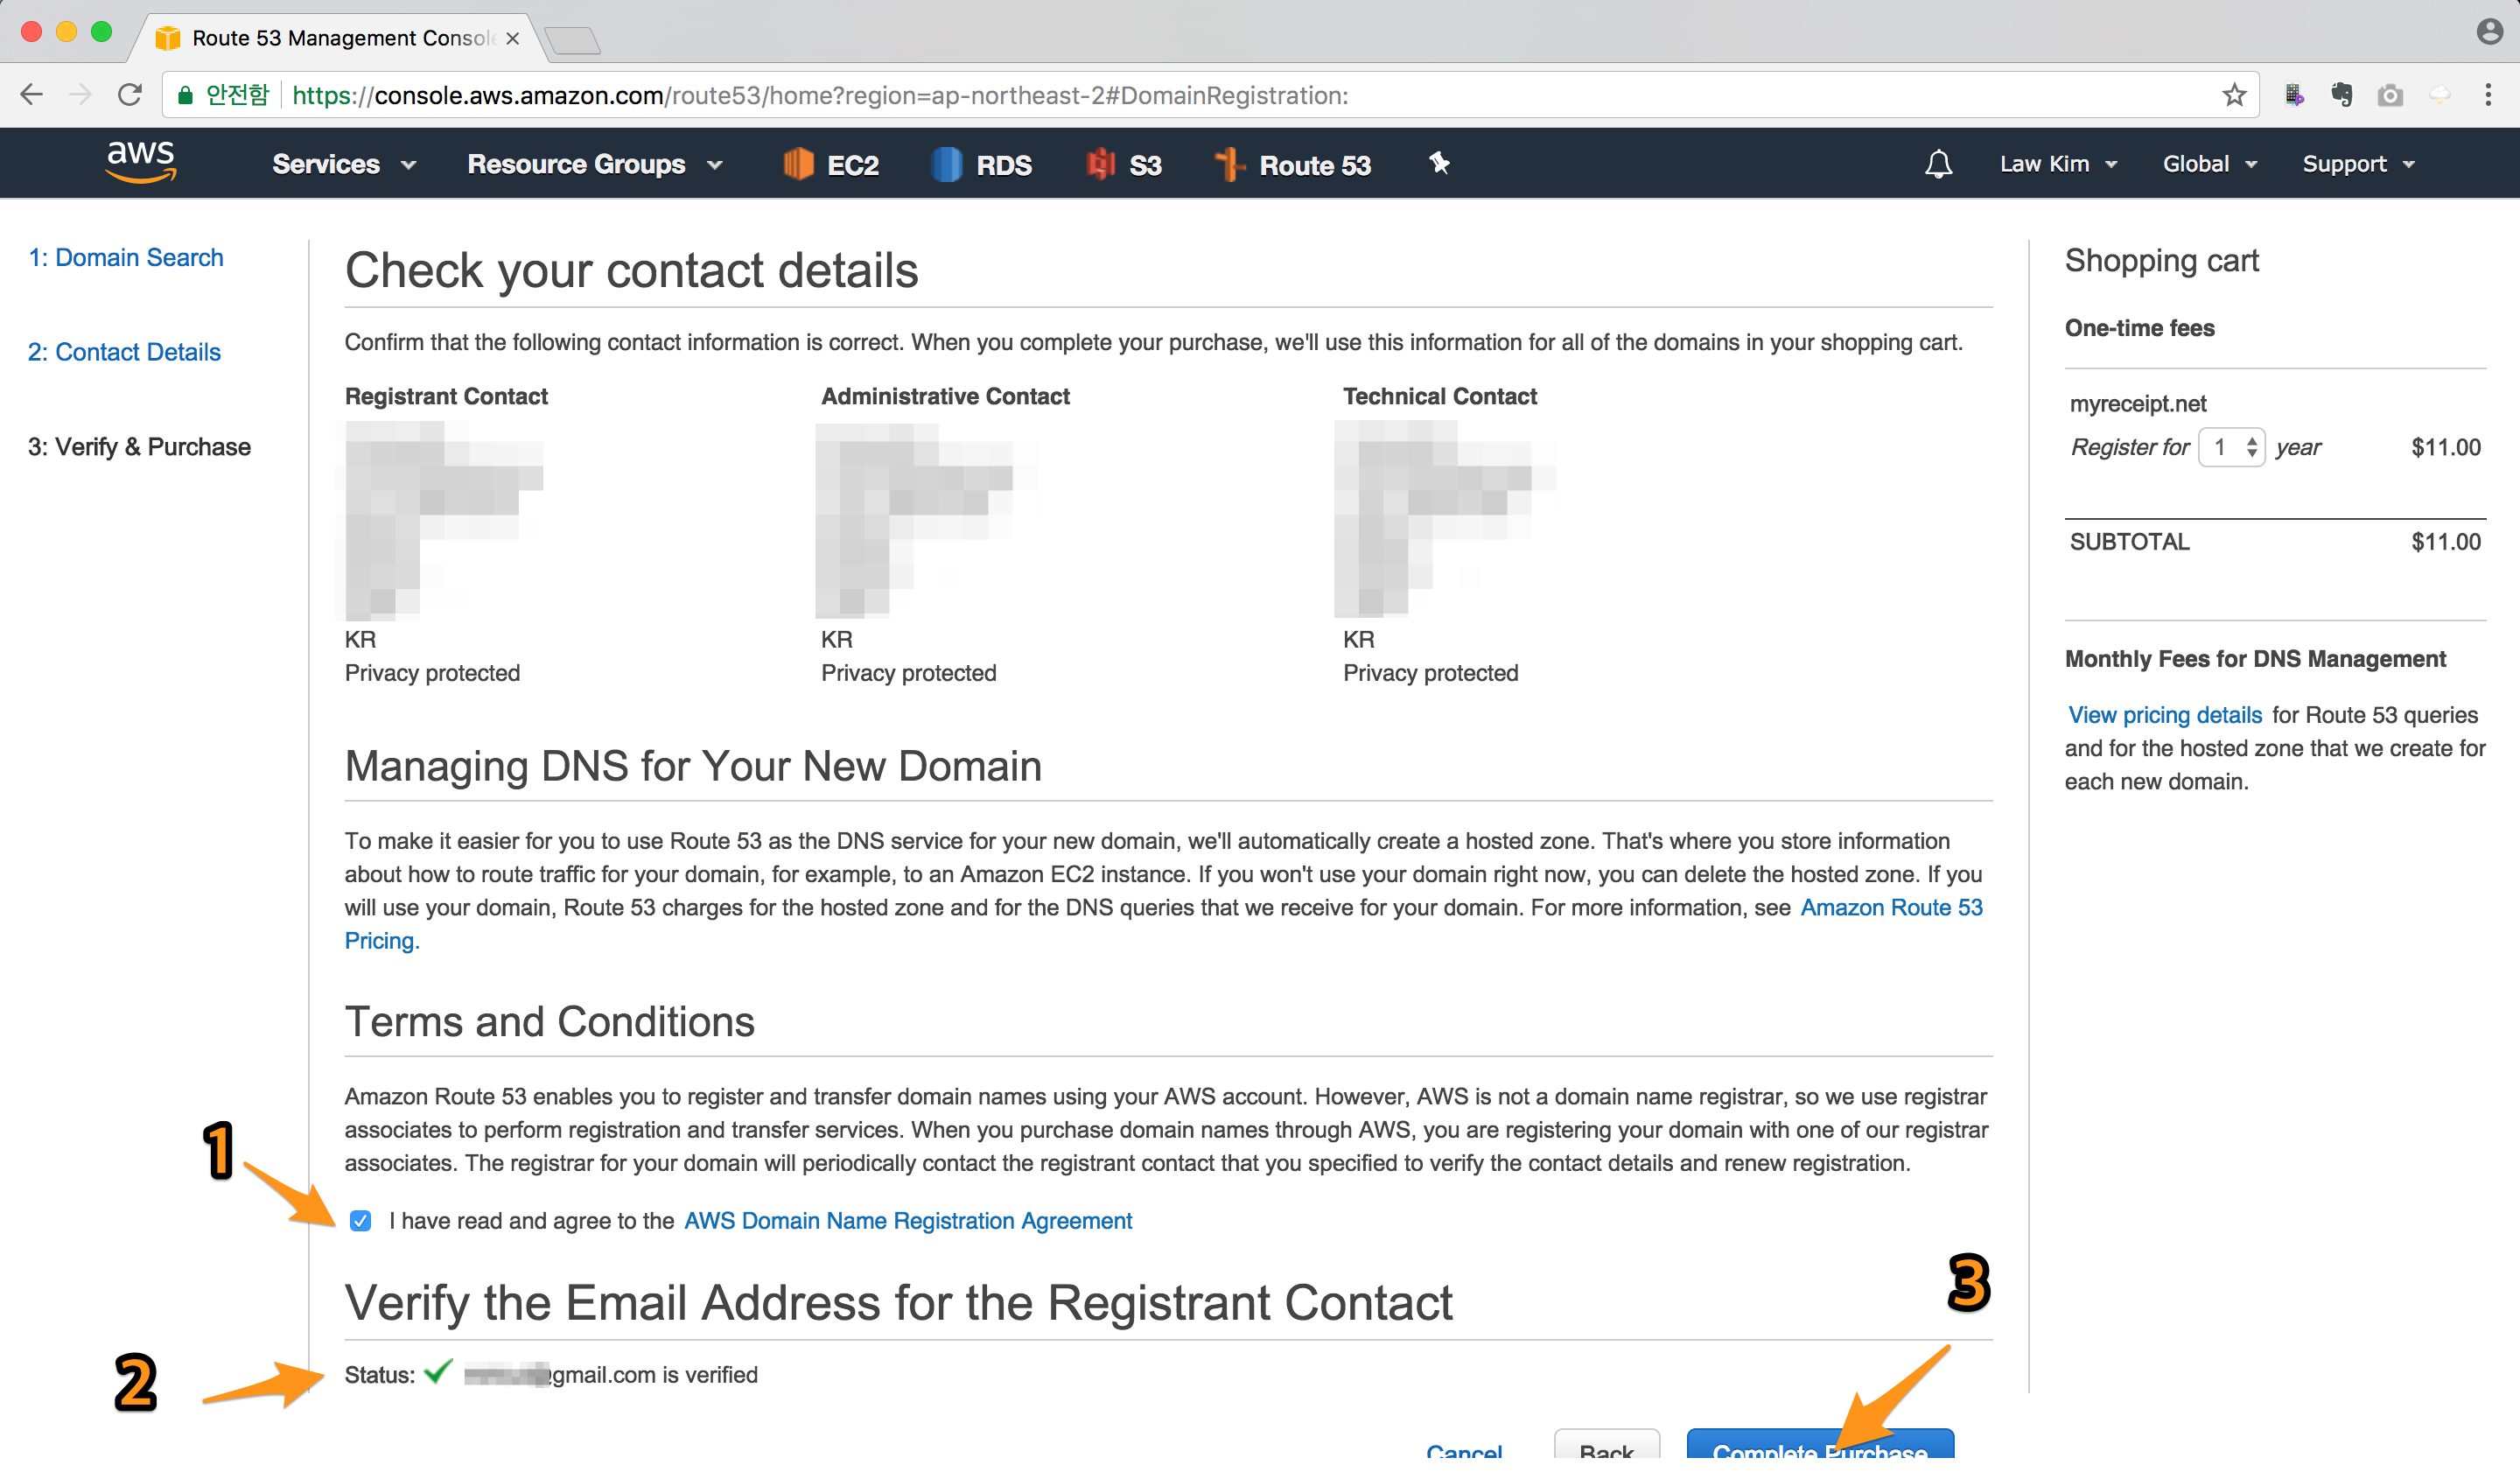 Route 53 Management Console
안전함 https://console.aws.amazon.com/route53/home?region=ap-northeast-2#DomainRegistration:
aws Services Resource Groups EC2 RDS S3 Route 53 Law Kim Global Support
1: Domain Search
2: Contact Details
3: Verify & Purchase
Check your contact details
Confirm that the following contact information is correct. When you complete your purchase, we'll use this information for all of the domains in your shopping cart.
Registrant Contact Administrative Contact Technical Contact
KR KR KR
Privacy protected Privacy protected Privacy protected
Managing DNS for Your New Domain
To make it easier for you to use Route 53 as the DNS service for your new domain, we'll automatically create a hosted zone. That's where you store information
about how to route traffic for your domain, for example, to an Amazon EC2 instance. If you won't use your domain right now, you can delete the hosted zone. If you
will use your domain, Route 53 charges for the hosted zone and for the DNS queries that we receive for your domain. For more information, see Amazon Route 53
Pricing.
Terms and Conditions
Amazon Route 53 enables you to register and transfer domain names using your AWS account. However, AWS is not a domain name registrar, so we use registrar
associates to perform registration and transfer services. When you purchase domain names through AWS, you are registering your domain with one of our registrar
associates. The registrar for your domain will periodically contact the registrant contact that you specified to verify the contact details and renew registration.
1
I have read and agree to the AWS Domain Name Registration Agreement
Verify the Email Address for the Registrant Contact
2
Status: gmail.com is verified
3
Cancel Back Complete Purchase
Shopping cart
One-time fees
myreceipt.net
Register for 1 year $11.00
SUBTOTAL $11.00
Monthly Fees for DNS Management
View pricing details for Route 53 queries
and for the hosted zone that we create for
each new domain.